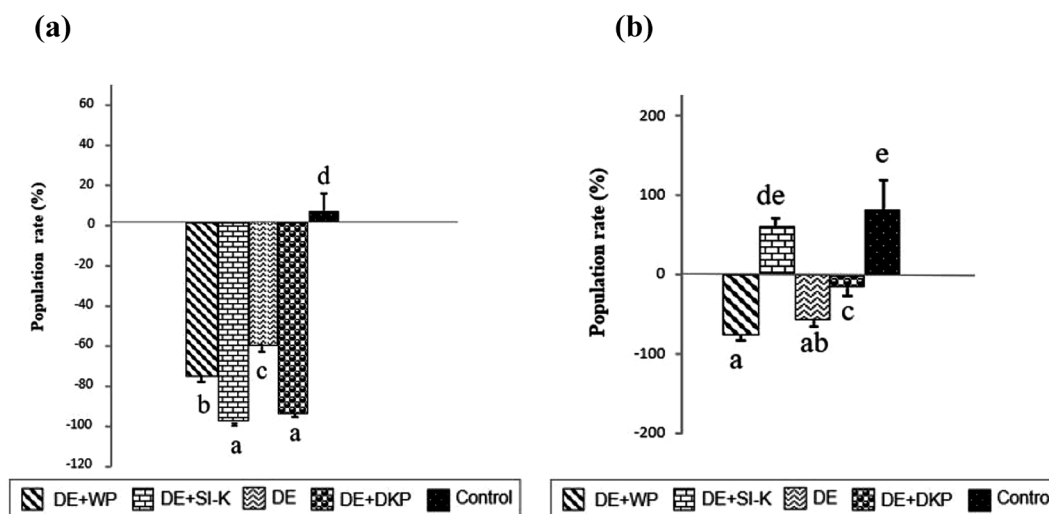 (a)
Population rate (%)
60
40
20
0
-20
-40
-60
-80
-100
-120
b
a
c
a
d
DE+WP DE+SI-K DE DE+DKP Control
(b)
Population rate (%)
200
100
0
-100
-200
a
de
ab
c
e
DE+WP DE+SI-K DE DE+DKP Contro